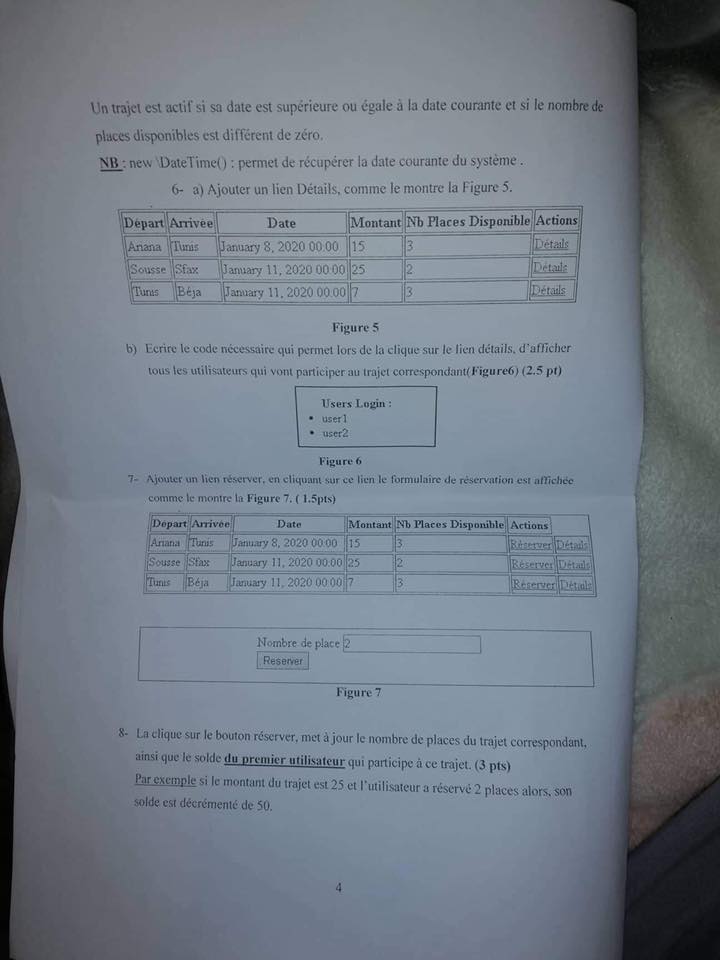 Un trajet est actif si sa date est supérieure ou égale à la date courante et si le nombre de
places disponibles est différent de zéro.
NB : new \DateTime() : permet de récupérer la date courante du système .
6- a) Ajouter un lien Détails, comme le montre la Figure 5.
Départ Arrivée Date Montant Nb Places Disponible Actions
Ariana Tunis January 8, 2020 00:00 15 3 Détails
Sousse Sfax January 11, 2020 00:00 25 2 Détails
Tunis Béja January 11, 2020 00:00 7 3 Détails
Figure 5
b) Ecrire le code nécessaire qui permet lors de la clique sur le lien détails, d'afficher
tous les utilisateurs qui vont participer au trajet correspondant(Figure6) (2.5 pt)
Users Login :
• user1
• user2
Figure 6
7- Ajouter un lien réserver, en cliquant sur ce lien le formulaire de réservation est affichée
comme le montre la Figure 7. ( 1.5pts)
Départ Arrivée Date Montant Nb Places Disponible Actions
Ariana Tunis January 8, 2020 00:00 15 3 Réserver Détails
Sousse Sfax January 11, 2020 00:00 25 2 Réserver Détails
Tunis Béja January 11, 2020 00:00 7 3 Réserver Détails
Nombre de place 2
Reserver
Figure 7
8- La clique sur le bouton réserver, met à jour le nombre de places du trajet correspondant,
ainsi que le solde du premier utilisateur qui participe à ce trajet. (3 pts)
Par exemple si le montant du trajet est 25 et l'utilisateur a réservé 2 places alors, son
solde est décrémenté de 50.
4